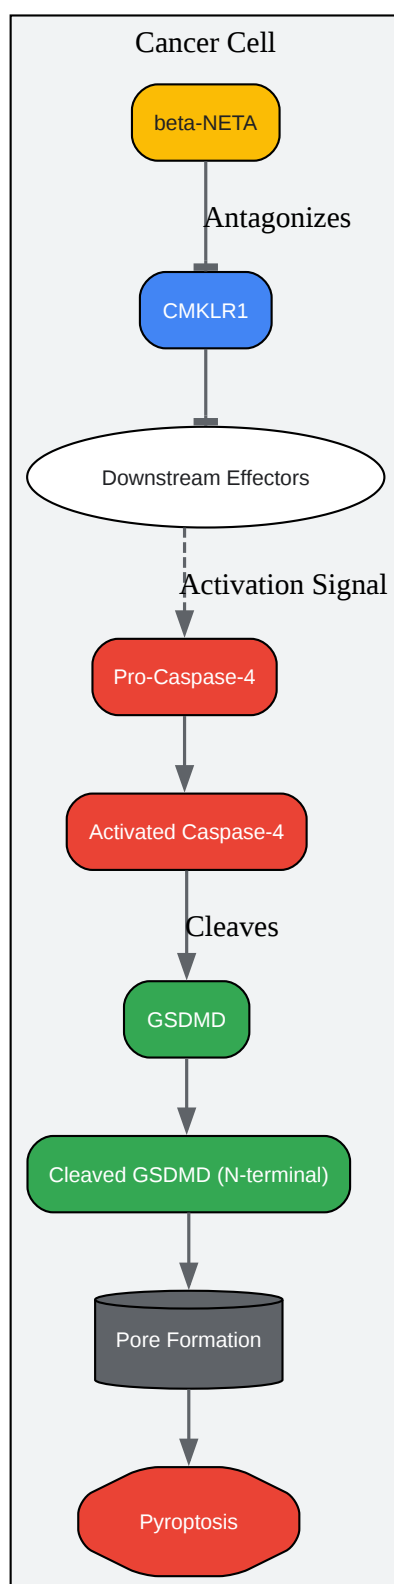 Cancer Cell
beta-NETA
Antagonizes
CMKLR1
Downstream Effectors
Activation Signal
Pro-Caspase-4
Activated Caspase-4
Cleaves
GSDMD
Cleaved GSDMD (N-terminal)
Pore Formation
Pyroptosis